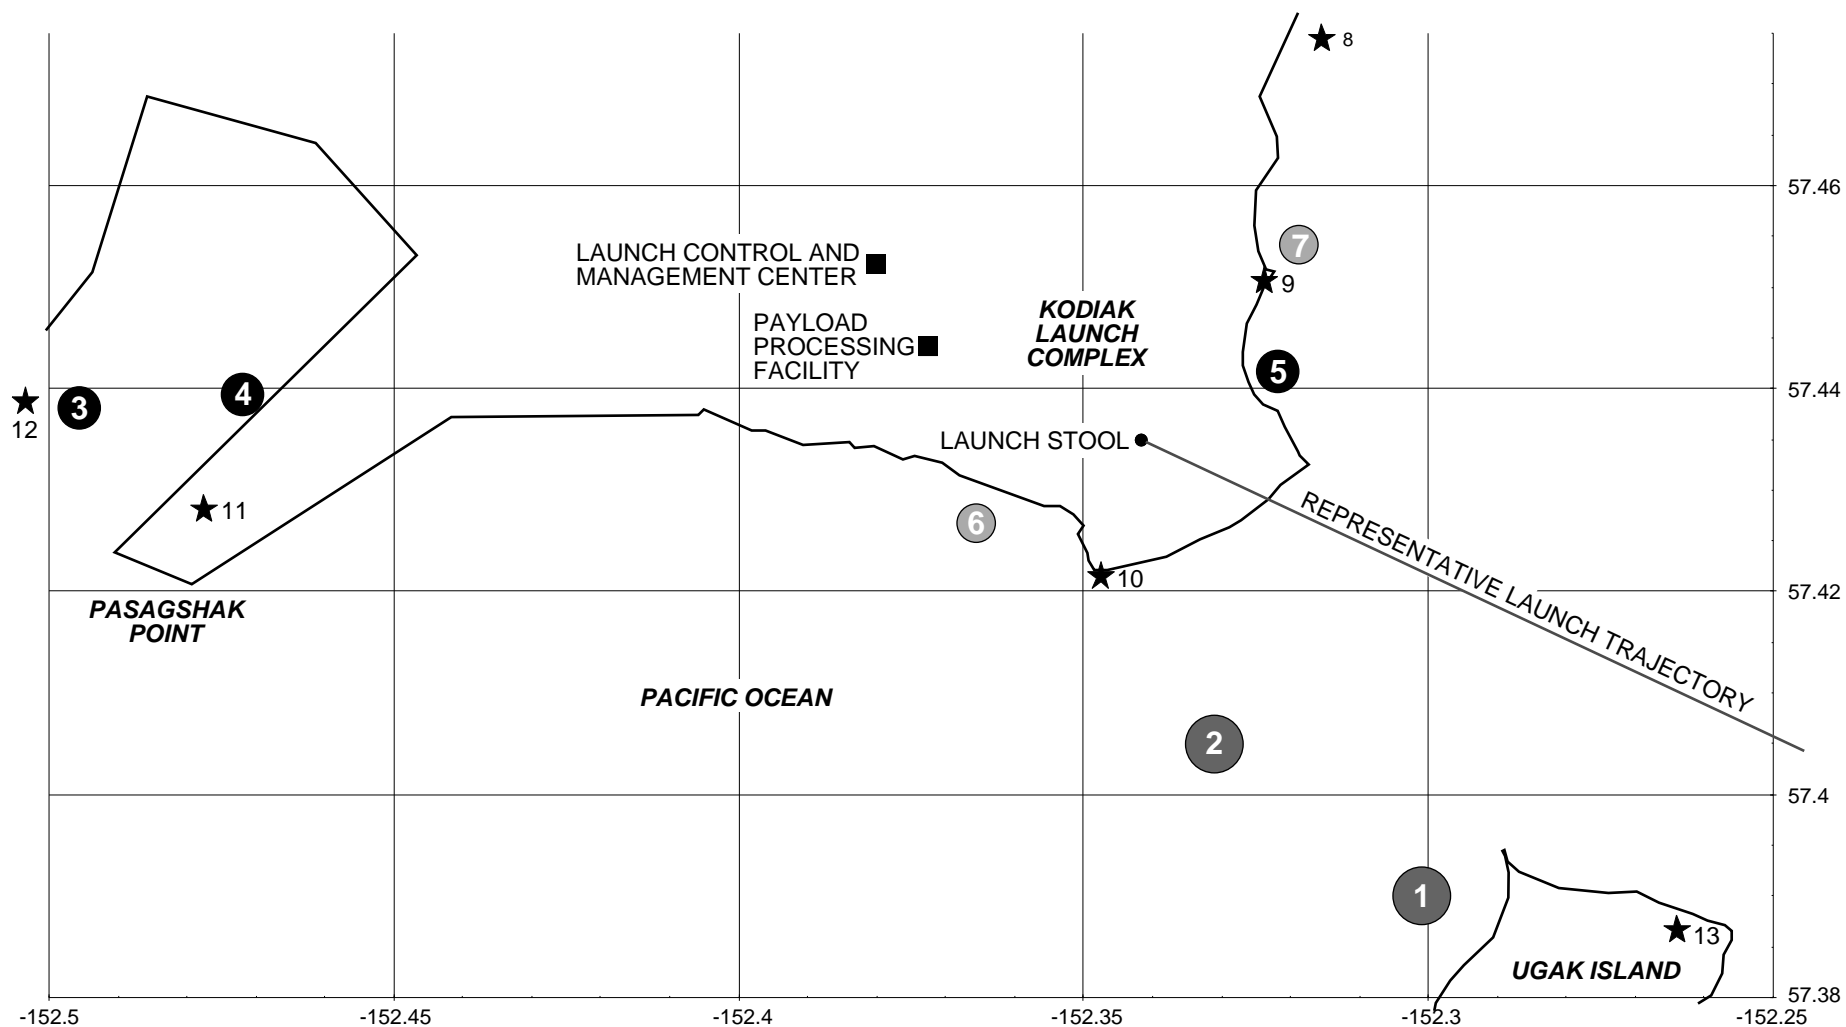 8
57.46
LAUNCH CONTROL AND
MANAGEMENT CENTER
7
9
KODIAK
LAUNCH
COMPLEX
PAYLOAD
PROCESSING
FACILITY
5
57.44
3
4
12
LAUNCH STOOL
11
6
REPRESENTATIVE LAUNCH TRAJECTORY
10
57.42
PASAGSHAK
POINT
PACIFIC OCEAN
2
57.4
1
13
UGAK ISLAND
57.38
-152.5
-152.45
-152.4
-152.35
-152.3
-152.25